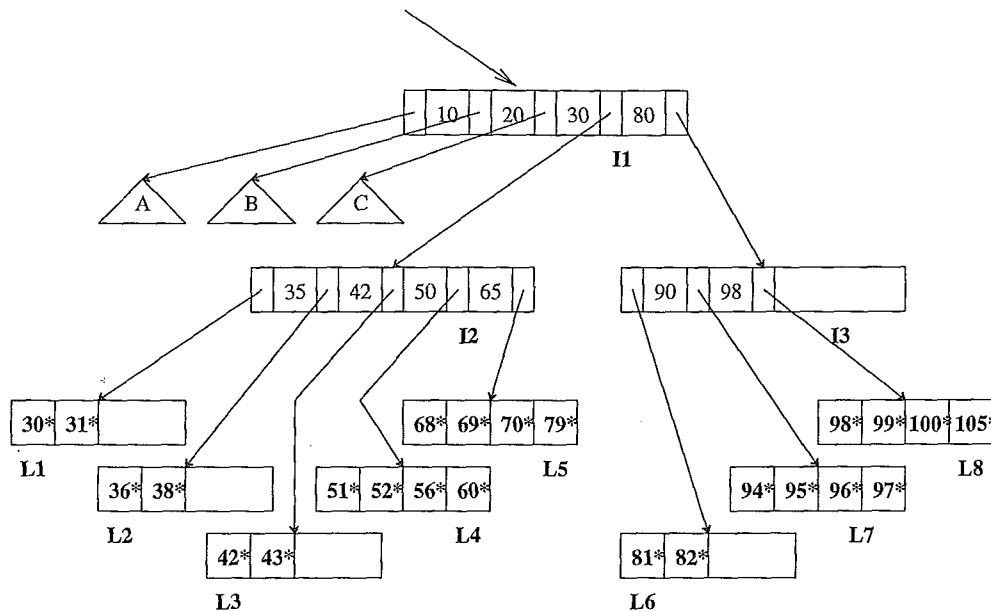 10 20 30 80
I1
A B C
35 42 50 65
90 98
I2
I3
30* 31*
68* 69* 70* 79*
98* 99* 100* 105*
L1
L5
L8
36* 38*
51* 52* 56* 60*
94* 95* 96* 97*
L2
L4
L7
42* 43*
81* 82*
L3
L6